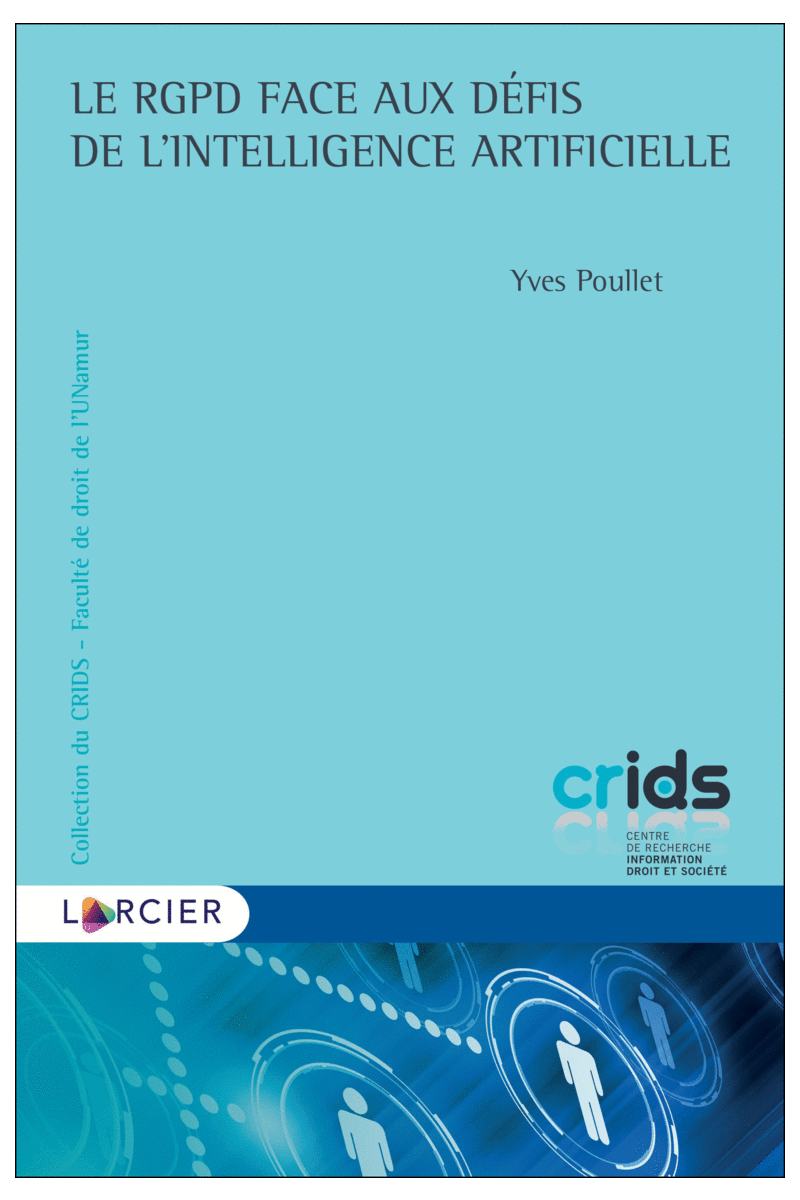 LE RGPD FACE AUX DÉFIS
DE L'INTELLIGENCE ARTIFICIELLE
Yves Poullet
Collection du CRIDS – Faculté de droit de l'UNamur
crids
CENTRE
DE RECHERCHE
INFORMATION
DROIT ET SOCIÉTÉ
LARCIER